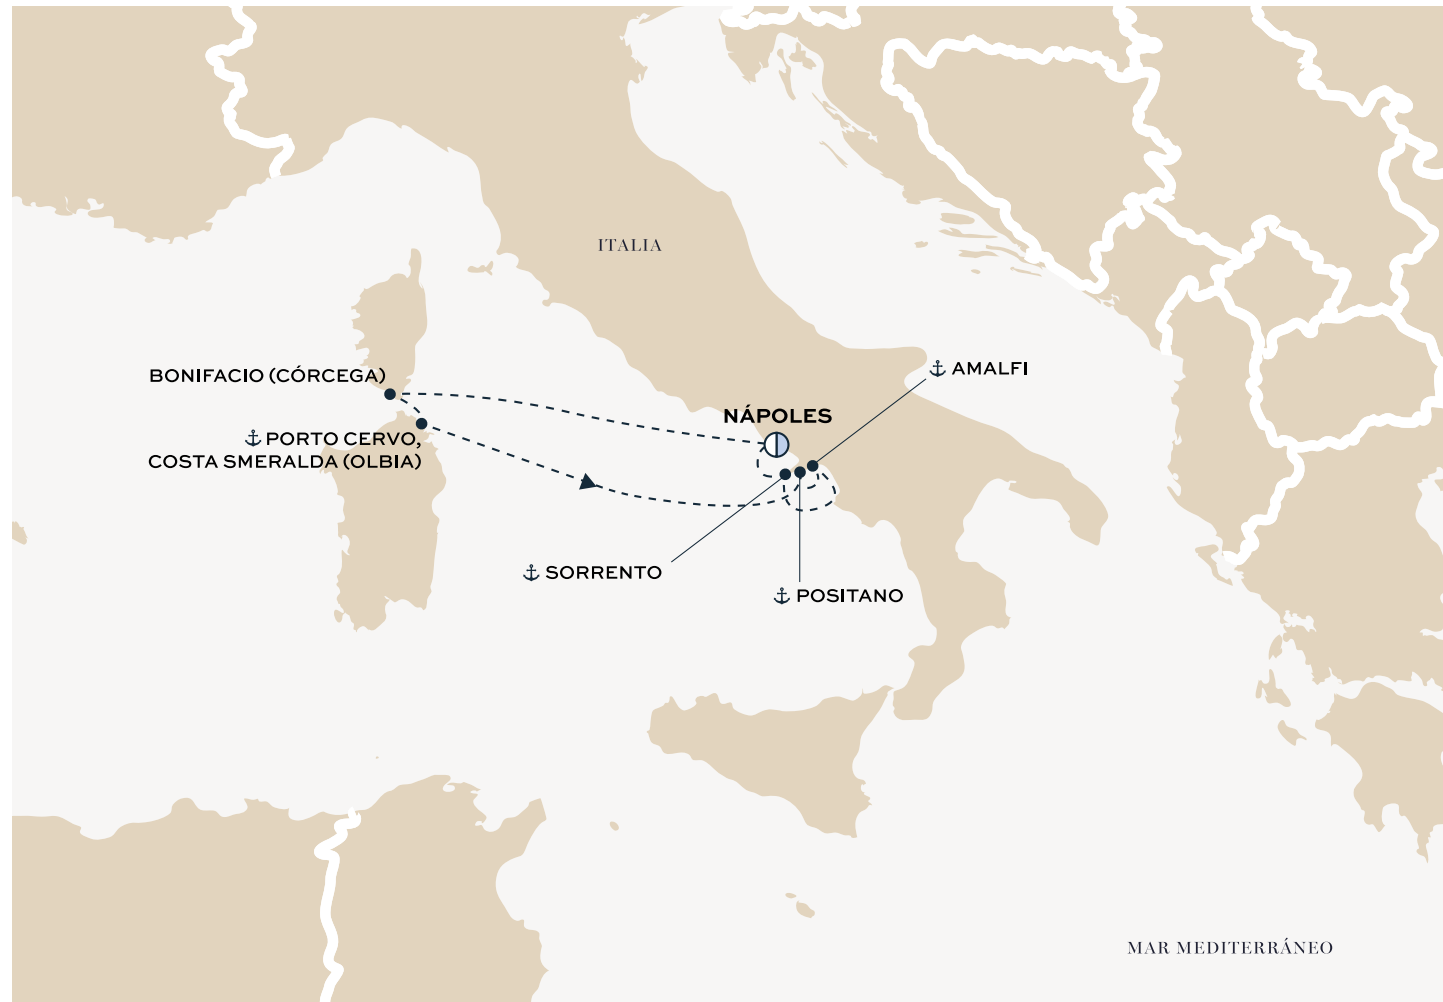 ITALIA
AMALFI
BONIFACIO (CÓRCEGA)
NÁPOLES
PORTO CERVO,
COSTA SMERALDA (OLBIA)
SORRENTO
POSITANO
MAR MEDITERRÁNEO